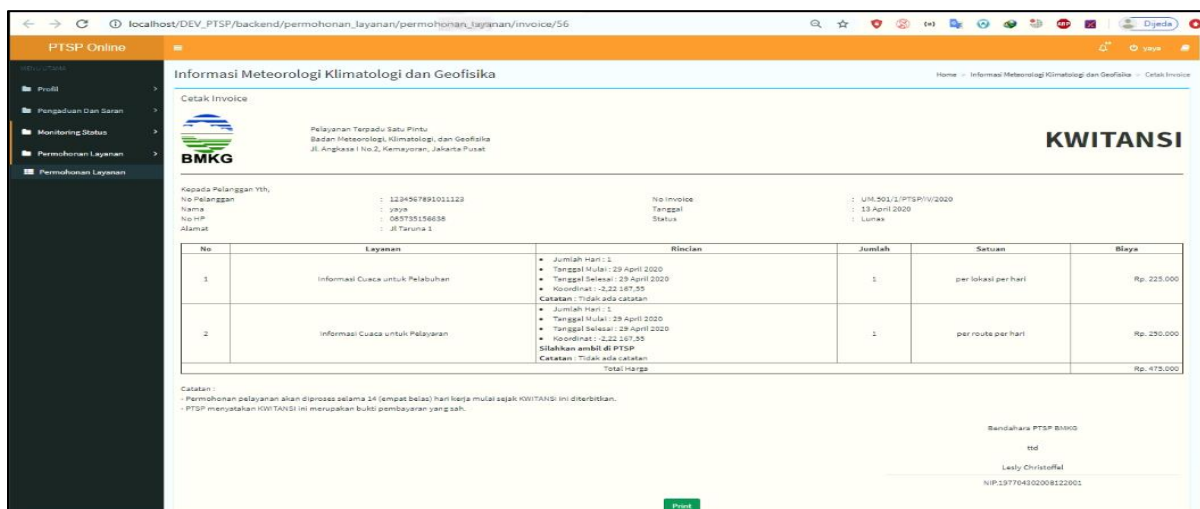 localhost/DEV_PTSP/backend/permohonan_layanan/permohonan_layanan/invoice/56
Dijeda
PTSP Online
yaya
MENU UTAMA
Profil
Pengaduan Dan Saran
Monitoring Status
Permohonan Layanan
Permohonan Layanan
Informasi Meteorologi Klimatologi dan Geofisika
Home > Informasi Meteorologi Klimatologi dan Geofisika > Cetak Invoice
Cetak Invoice
BMKG
Pelayanan Terpadu Satu Pintu
Badan Meteorologi, Klimatologi, dan Geofisika
Jl. Angkasa I No.2, Kemayoran, Jakarta Pusat
KWITANSI
Kepada Pelanggan Yth,
No Pelanggan : 1234567891011123 No Invoice : UM.501/1/PTSP/IV/2020
Nama : yaya Tanggal : 13 April 2020
No HP : 085735156638 Status : Lunas
Alamat : Jl Taruna 1
No Layanan Rincian Jumlah Satuan Biaya
1 Informasi Cuaca untuk Pelabuhan
• Jumlah Hari : 1
• Tanggal Mulai : 29 April 2020
• Tanggal Selesai : 29 April 2020
• Koordinat : -2,22 167,55
Catatan : Tidak ada catatan
1 per lokasi per hari Rp. 225.000
2 Informasi Cuaca untuk Pelayaran
• Jumlah Hari : 1
• Tanggal Mulai : 29 April 2020
• Tanggal Selesai : 29 April 2020
• Koordinat : -2,22 167,55
Silahkan ambil di PTSP
Catatan : Tidak ada catatan
1 per route per hari Rp. 250.000
Total Harga Rp. 475.000
Catatan :
- Permohonan pelayanan akan diproses selama 14 (empat belas) hari kerja mulai sejak KWITANSI ini diterbitkan.
- PTSP menyatakan KWITANSI ini merupakan bukti pembayaran yang sah.
Bendahara PTSP BMKG
ttd
Lesly Christoffel
NIP.197704302008122001
Print